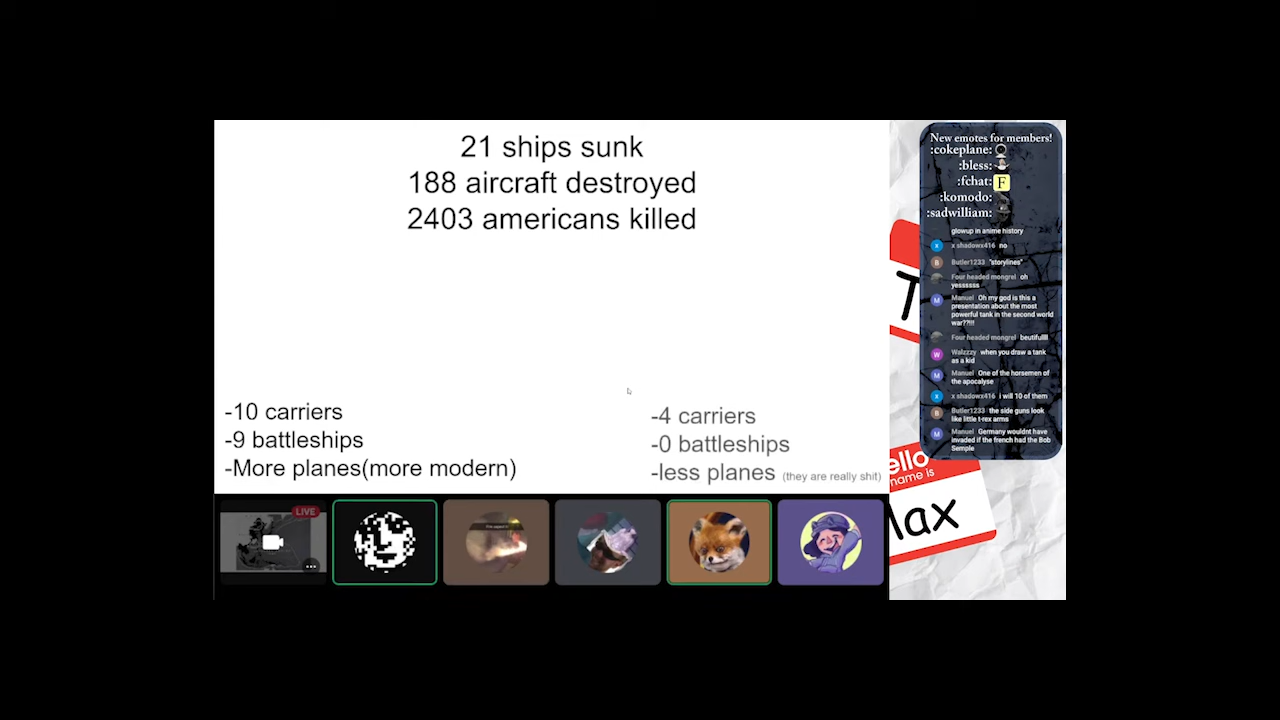 21 ships sunk
188 aircraft destroyed
2403 americans killed
-10 carriers
-9 battleships
-More planes(more modern)
-4 carriers
-0 battleships
-less planes (they are really shit)
LIVE
New emotes for members!
:cokeplane:
:bless:
:fchat: F
:komodo:
:sadwilliam:
glowup in anime history
x x shadowx416 no
B Butler1233 "storylines"
Four headed mongrel oh
yessssss
M Manuel Oh my god is this a
presentation about the most
powerful tank in the second world
war??!!!
Four headed mongrel beutifullll
W Walzzzy when you draw a tank
as a kid
M Manuel One of the horsemen of
the apocalyse
x x shadowx416 i will 10 of them
B Butler1233 the side guns look
like little t-rex arms
M Manuel Germany wouldnt have
invaded if the french had the Bob
Semple
ello
name is
Max